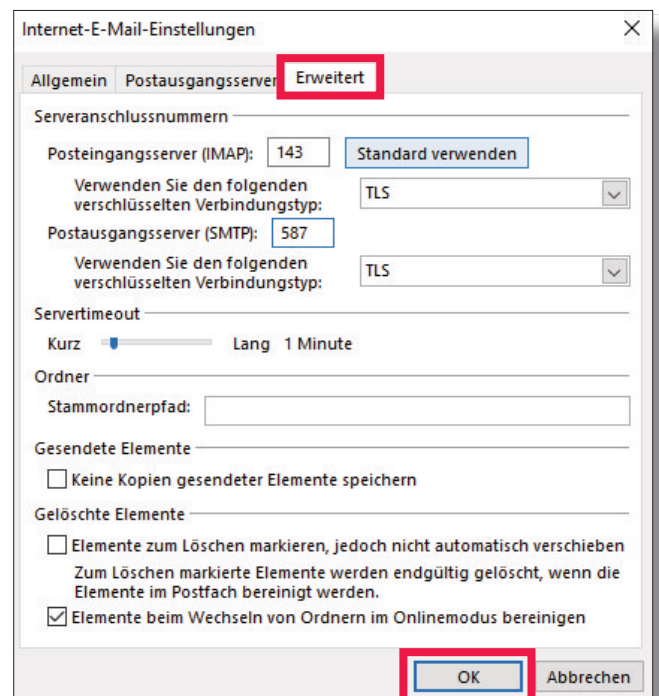 Internet-E-Mail-Einstellungen
Allgemein Postausgangsserver Erweitert
Serveranschlussnummern
Posteingangsserver (IMAP): 143 Standard verwenden
Verwenden Sie den folgenden
verschlüsselten Verbindungstyp: TLS
Postausgangsserver (SMTP): 587
Verwenden Sie den folgenden
verschlüsselten Verbindungstyp: TLS
Servertimeout
Kurz Lang 1 Minute
Ordner
Stammordnerpfad:
Gesendete Elemente
Keine Kopien gesendeter Elemente speichern
Gelöschte Elemente
Elemente zum Löschen markieren, jedoch nicht automatisch verschieben
Zum Löschen markierte Elemente werden endgültig gelöscht, wenn die
Elemente im Postfach bereinigt werden.
Elemente beim Wechseln von Ordnern im Onlinemodus bereinigen
OK Abbrechen